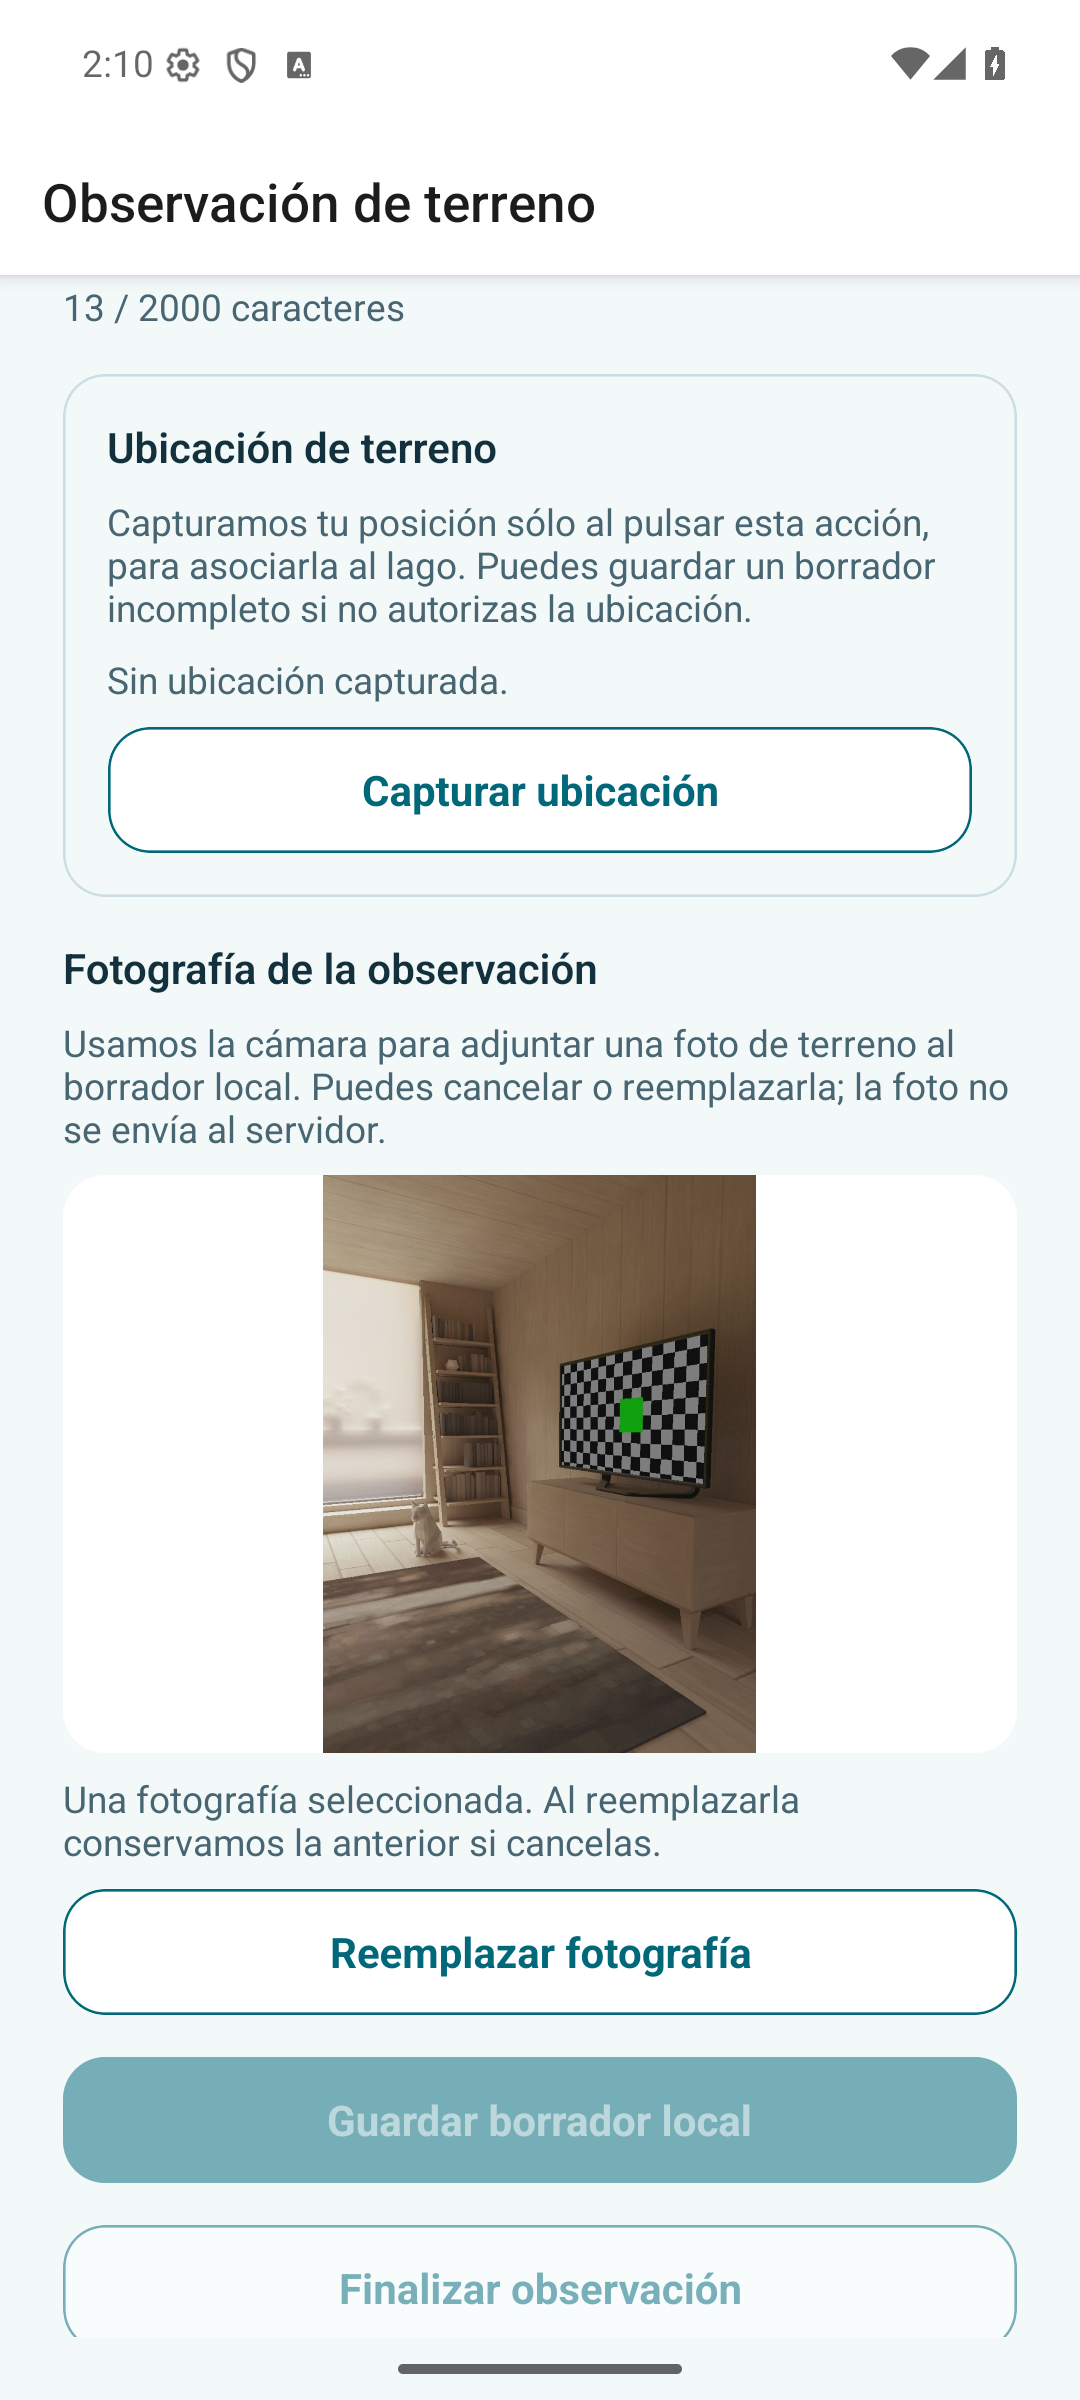 2:10
Observación de terreno
13 / 2000 caracteres
Ubicación de terreno
Capturamos tu posición sólo al pulsar esta acción,
para asociarla al lago. Puedes guardar un borrador
incompleto si no autorizas la ubicación.
Sin ubicación capturada.
Capturar ubicación
Fotografía de la observación
Usamos la cámara para adjuntar una foto de terreno al
borrador local. Puedes cancelar o reemplazarla; la foto no
se envía al servidor.
Una fotografía seleccionada. Al reemplazarla
conservamos la anterior si cancelas.
Reemplazar fotografía
Guardar borrador local
Finalizar observación